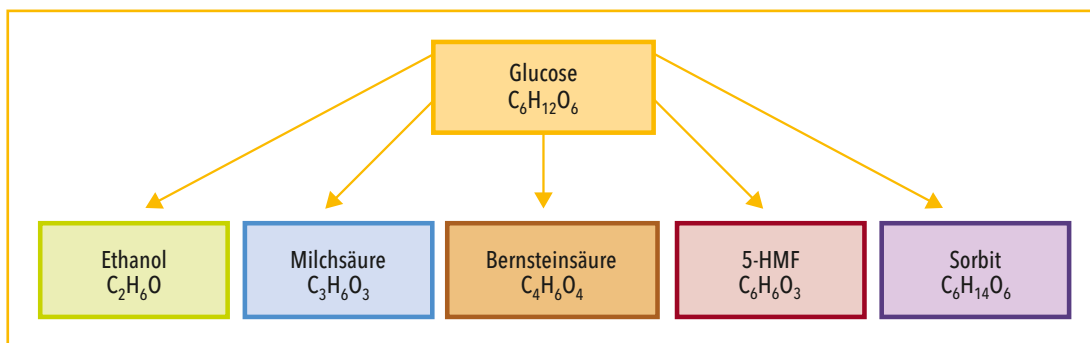 Glucose
C₆H₁₂O₆
Ethanol
C₂H₆O
Milchsäure
C₃H₆O₃
Bernsteinsäure
C₄H₆O₄
5-HMF
C₆H₆O₃
Sorbit
C₆H₁₄O₆